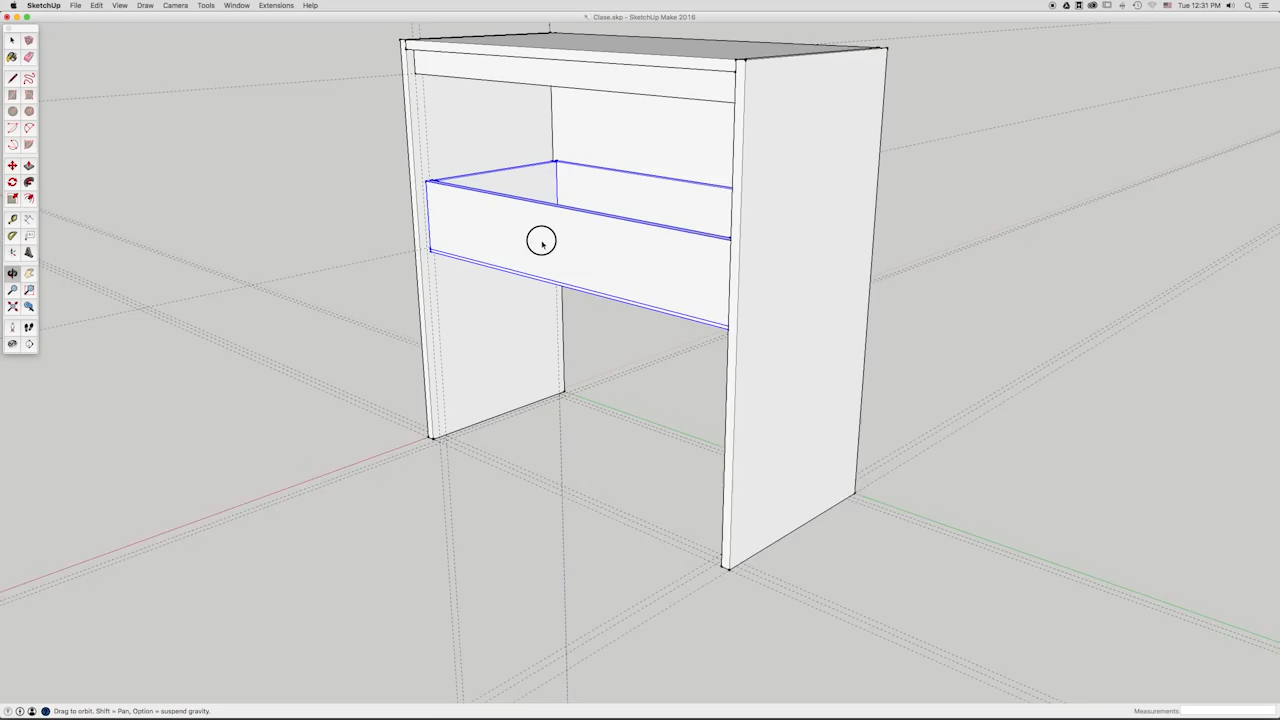 SketchUp File Edit View Draw Camera Tools Window Extensions Help Tue 12:31 PM
Clase.skp - SketchUp Make 2016
Drag to orbit. Shift = Pan, Option = suspend gravity. Measurements